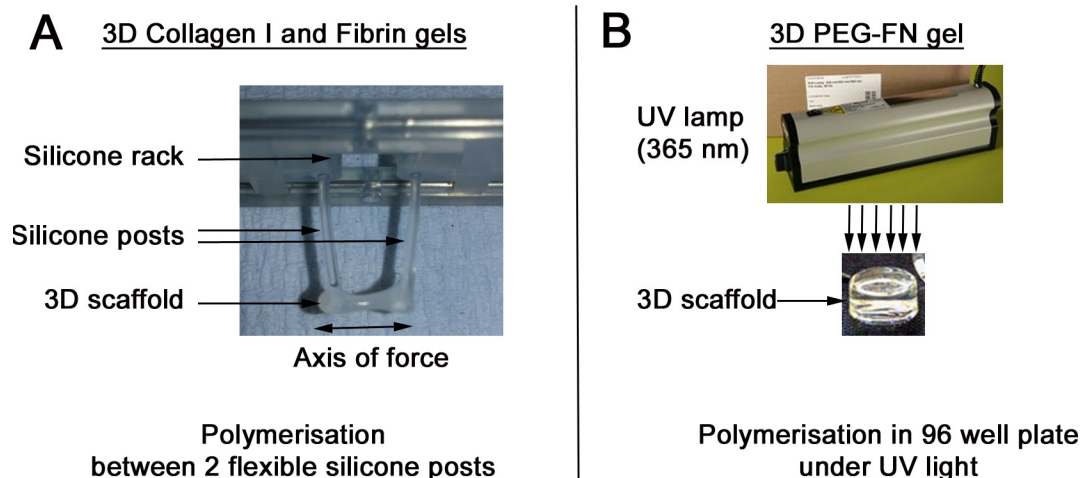 A
3D Collagen I and Fibrin gels
Silicone rack
Silicone posts
3D scaffold
Axis of force
Polymerisation
between 2 flexible silicone posts
B
3D PEG-FN gel
UV lamp
(365 nm)
3D scaffold
Polymerisation in 96 well plate
under UV light